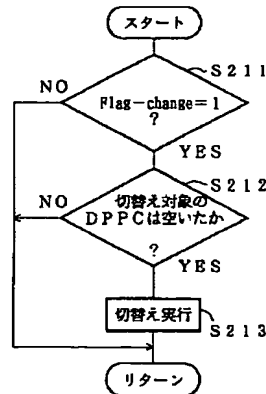 スタート
S211
NO
Flag-change=1
?
YES
S212
NO
切替え対象の
DPPCは空いたか
?
YES
切替え実行
S213
リターン